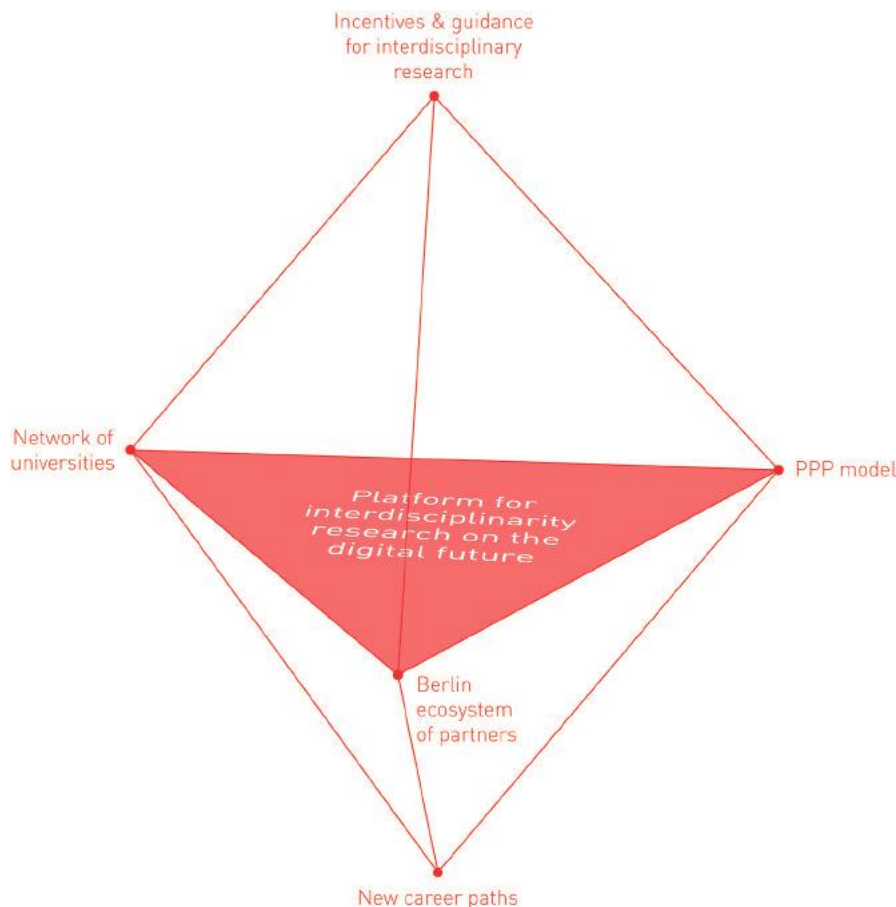 Incentives & guidance
for interdisciplinary
research
Network of
universities
PPP model
Platform for
interdisciplinarity
research on the
digital future
Berlin
ecosystem
of partners
New career paths